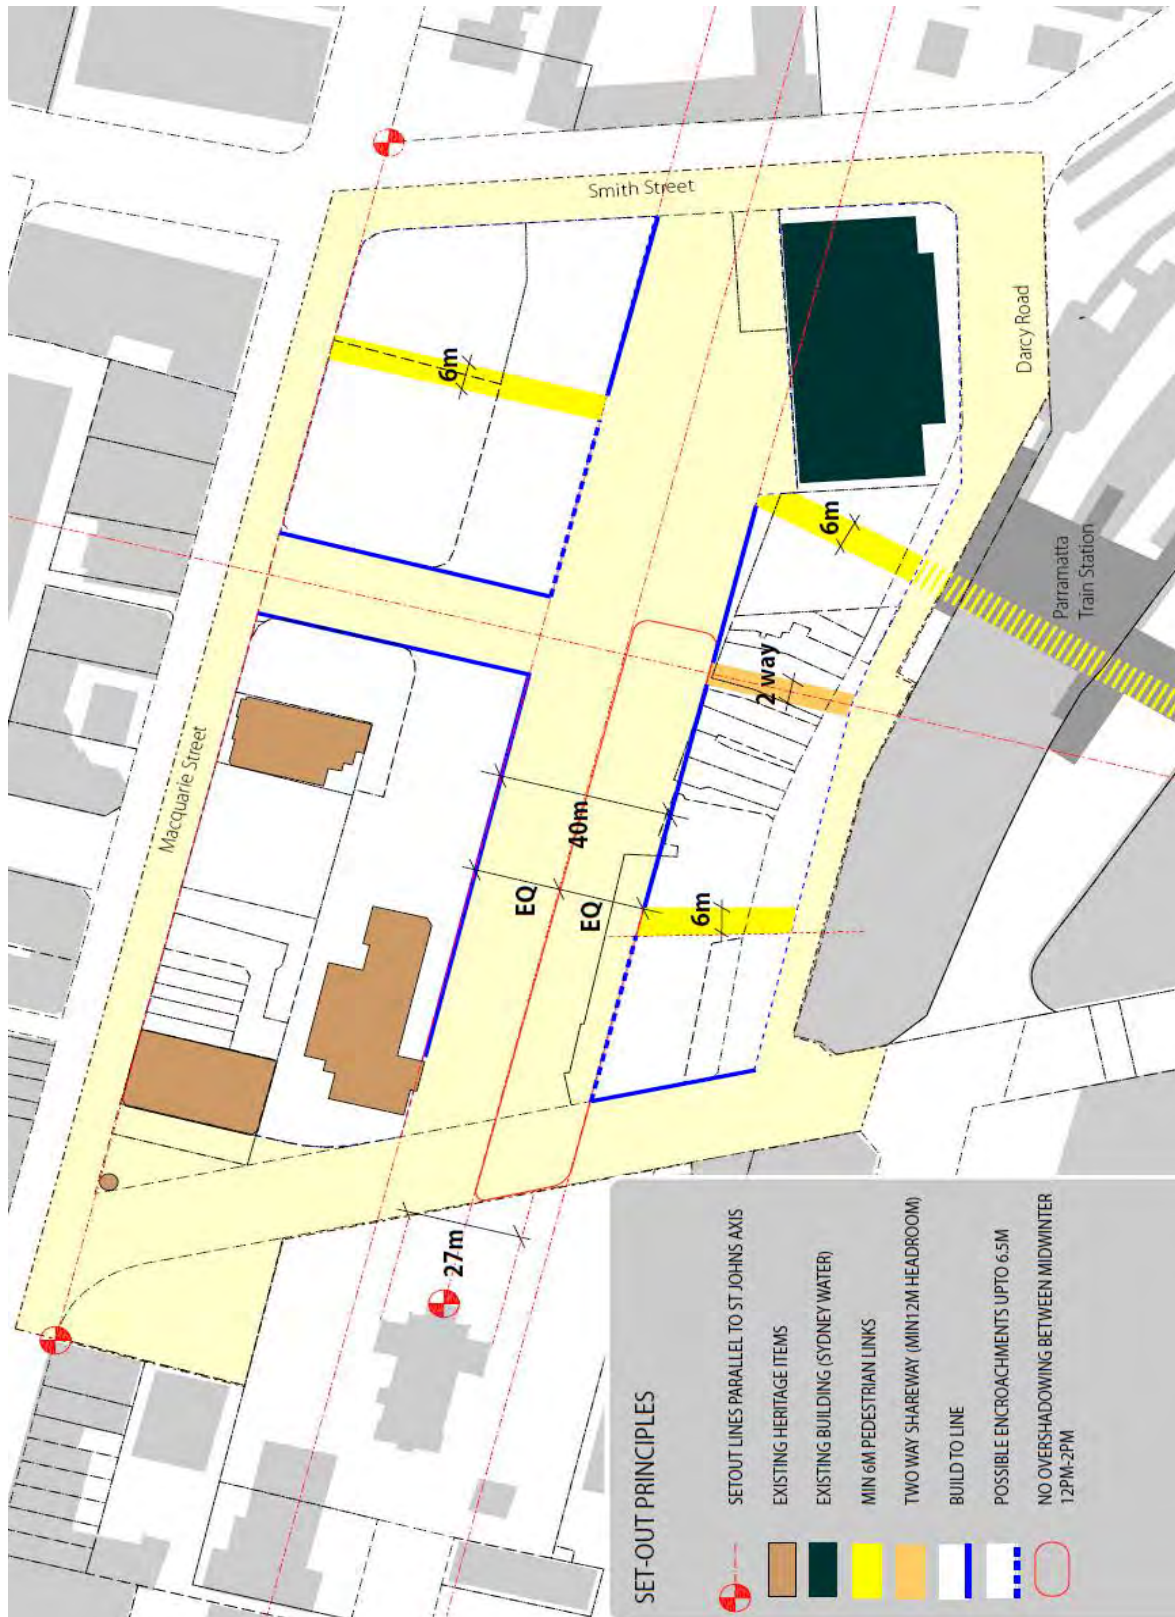 Smith Street
Macquarie Street
Darcy Road
Parramatta
Train Station
6m
6m
2 way
40m
EQ
EQ
6m
27m
SET-OUT PRINCIPLES
SETOUT LINES PARALLEL TO ST JOHNS AXIS
EXISTING HERITAGE ITEMS
EXISTING BUILDING (SYDNEY WATER)
MIN 6M PEDESTRIAN LINKS
TWO WAY SHAREWAY (MIN12M HEADROOM)
BUILD TO LINE
POSSIBLE ENCROACHMENTS UPTO 6.5M
NO OVERSHADOWING BETWEEN MIDWINTER
12PM-2PM